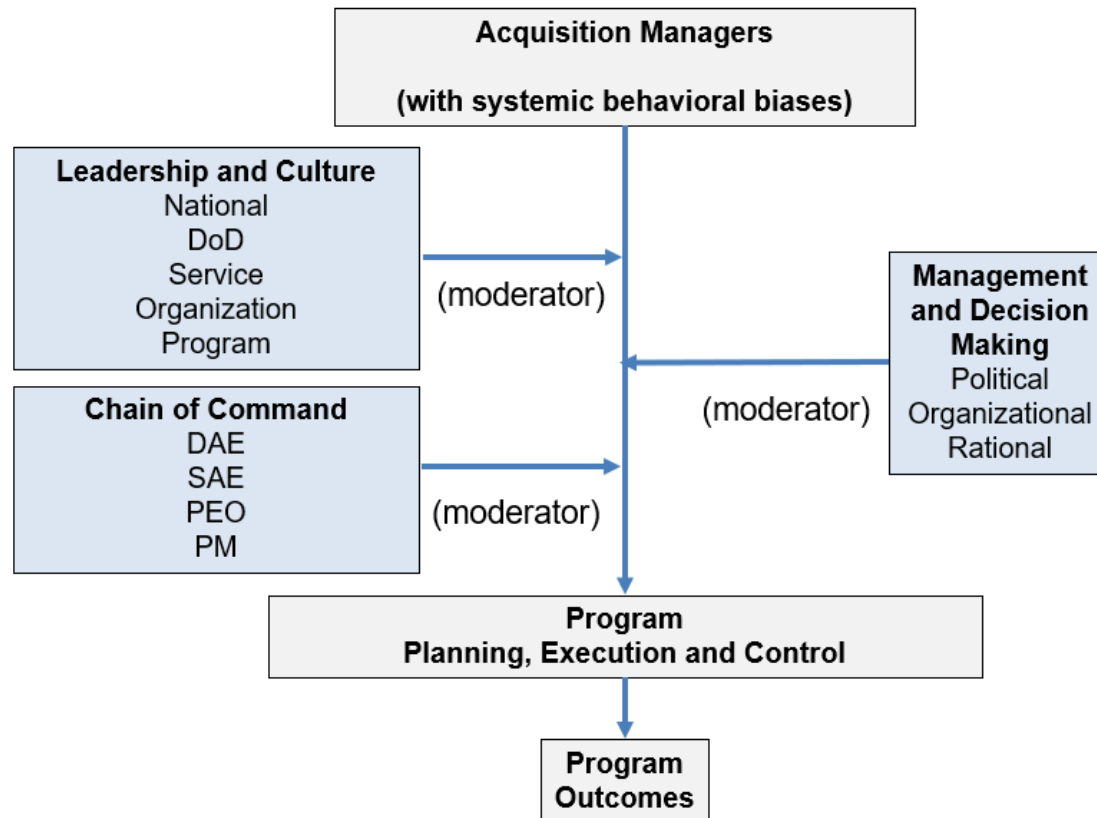 Acquisition Managers
(with systemic behavioral biases)
Leadership and Culture
National
DoD
Service
Organization
Program
(moderator)
Management
and Decision
Making
Political
Organizational
Rational
(moderator)
Chain of Command
DAE
SAE
PEO
PM
(moderator)
Program
Planning, Execution and Control
Program
Outcomes